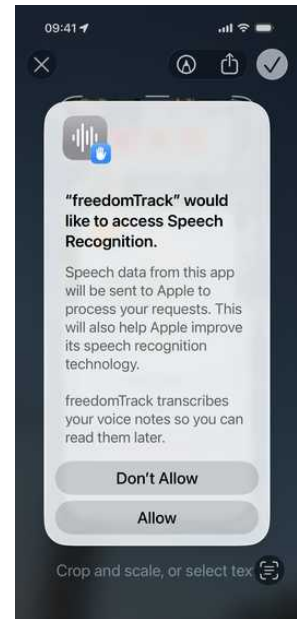 09:41
“freedomTrack” would
like to access Speech
Recognition.
Speech data from this app
will be sent to Apple to
process your requests. This
will also help Apple improve
its speech recognition
technology.
freedomTrack transcribes
your voice notes so you can
read them later.
Don’t Allow
Allow
Crop and scale, or select tex